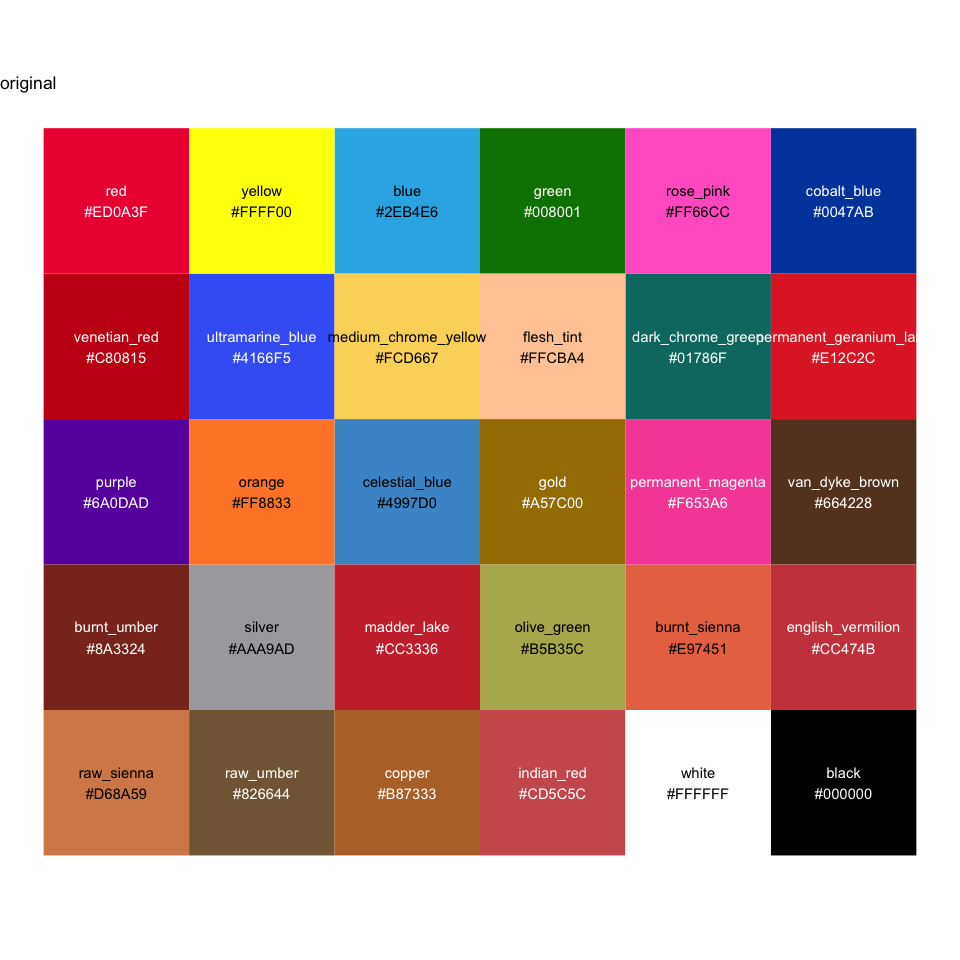 original
red
#ED0A3F
yellow
#FFFF00
blue
#2EB4E6
green
#008001
rose_pink
#FF66CC
cobalt_blue
#0047AB
venetian_red
#C80815
ultramarine_blue
#4166F5
medium_chrome_yellow
#FCD667
flesh_tint
#FFCBA4
dark_chrome_green
#01786F
permanent_geranium_la
#E12C2C
purple
#6A0DAD
orange
#FF8833
celestial_blue
#4997D0
gold
#A57C00
permanent_magenta
#F653A6
van_dyke_brown
#664228
burnt_umber
#8A3324
silver
#AAA9AD
madder_lake
#CC3336
olive_green
#B5B35C
burnt_sienna
#E97451
english_vermilion
#CC474B
raw_sienna
#D68A59
raw_umber
#826644
copper
#B87333
indian_red
#CD5C5C
white
#FFFFFF
black
#000000